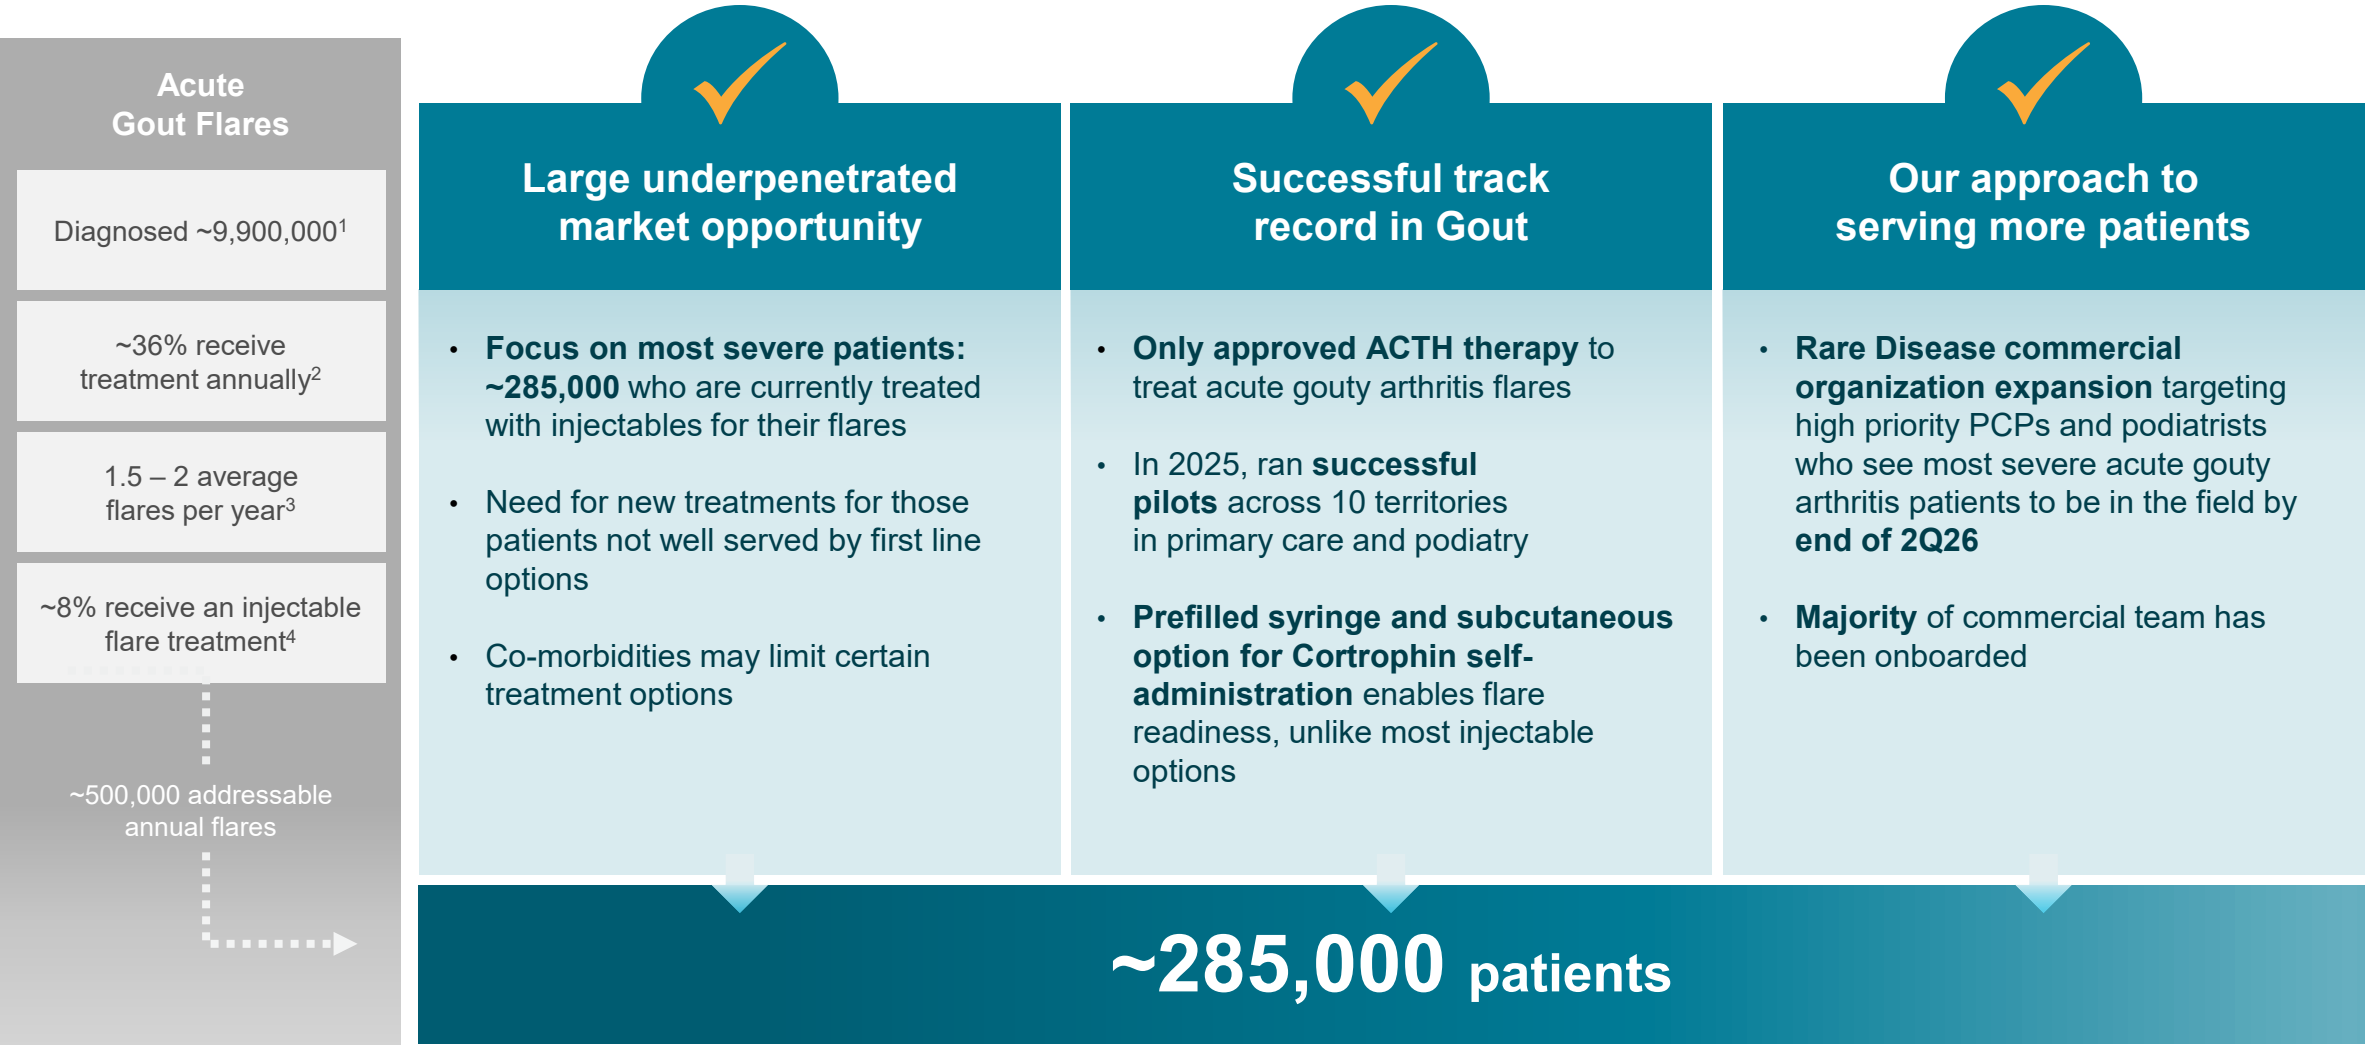 Acute
Gout Flares
Diagnosed ~9,900,000¹
~36% receive
treatment annually²
1.5 – 2 average
flares per year³
~8% receive an injectable
flare treatment⁴
~500,000 addressable
annual flares
Large underpenetrated
market opportunity
• Focus on most severe patients:
~285,000 who are currently treated
with injectables for their flares
• Need for new treatments for those
patients not well served by first line
options
• Co-morbidities may limit certain
treatment options
Successful track
record in Gout
• Only approved ACTH therapy to
treat acute gouty arthritis flares
• In 2025, ran successful
pilots across 10 territories
in primary care and podiatry
• Prefilled syringe and subcutaneous
option for Cortrophin self-
administration enables flare
readiness, unlike most injectable
options
Our approach to
serving more patients
• Rare Disease commercial
organization expansion targeting
high priority PCPs and podiatrists
who see most severe acute gouty
arthritis patients to be in the field by
end of 2Q26
• Majority of commercial team has
been onboarded
~285,000 patients